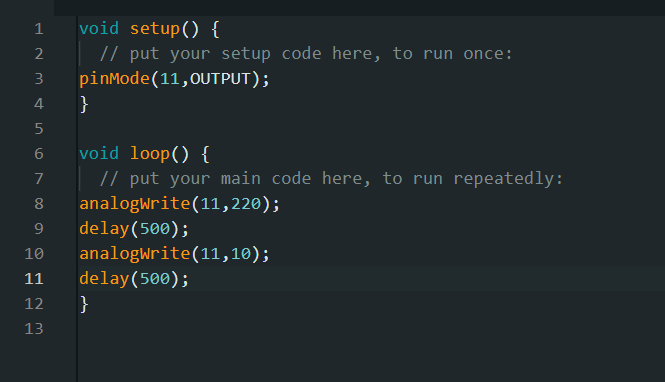 1 void setup() {
2   // put your setup code here, to run once:
3 pinMode(11,OUTPUT);
4 }
5
6 void loop() {
7   // put your main code here, to run repeatedly:
8 analogWrite(11,220);
9 delay(500);
10 analogWrite(11,10);
11 delay(500);
12 }
13